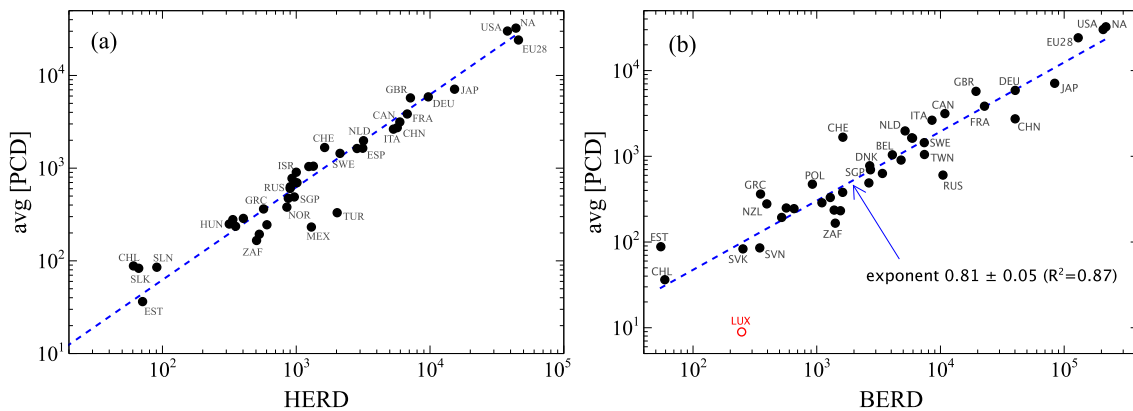 (a)
USA
NA
EU28
GBR
JAP
DEU
CAN
FRA
CHN
ITA
NLD
CHE
ESP
SWE
ISR
RUS
SGP
GRC
NOR
TUR
HUN
MEX
ZAF
CHL
SLN
SLK
EST
10^4
10^3
10^2
10^1
avg [PCD]
10^2
10^3
10^4
10^5
HERD
(b)
USA
NA
EU28
DEU
JAP
GBR
CAN
FRA
CHN
ITA
NLD
CHE
SWE
BEL
TWN
DNK
SGP
RUS
POL
GRC
NZL
ZAF
EST
SVK
SVN
CHL
exponent 0.81 ± 0.05 (R^2=0.87)
LUX
10^4
10^3
10^2
10^1
avg [PCD]
10^2
10^3
10^4
10^5
BERD